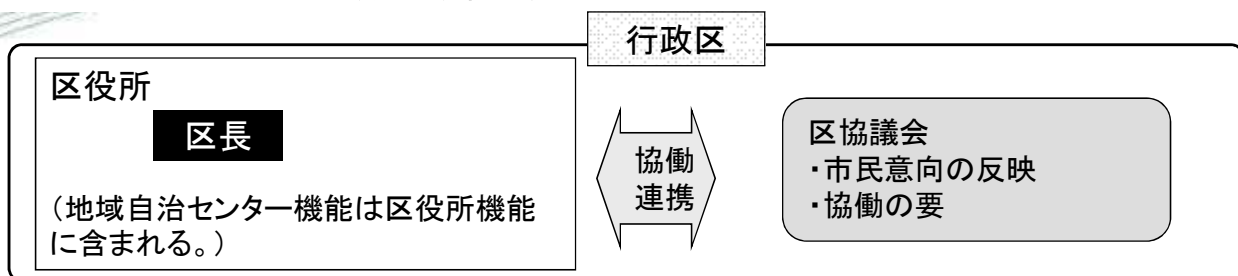 行政区
区役所
区長
(地域自治センター機能は区役所機能
に含まれる。)
協働
連携
区協議会
・市民意向の反映
・協働の要